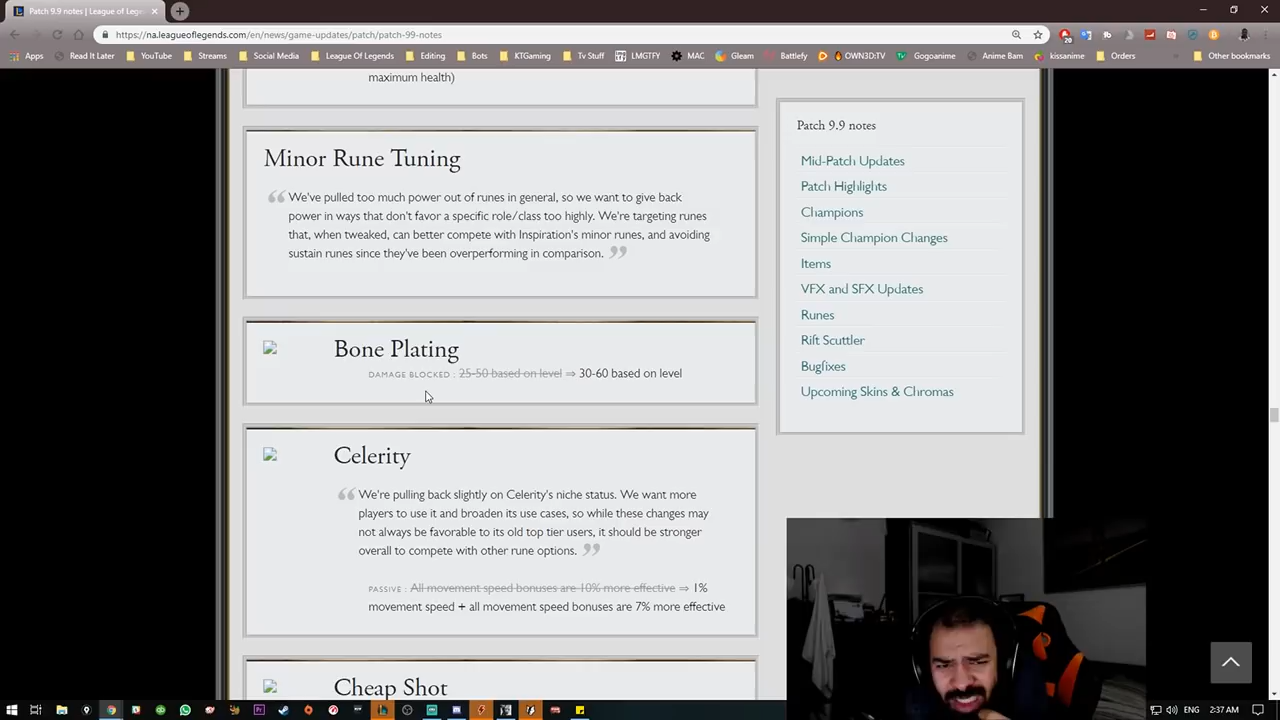 Patch 9.9 notes | League of Leg
https://na.leagueoflegends.com/en/news/game-updates/patch/patch-99-notes
20
Apps Read It Later YouTube Streams Social Media League Of Legends Editing Bots KTGaming Tv Stuff LMGTFY MAC Gleam Battlefy OWN3D:TV Gogoanime Anime Bam kissanime Orders Other bookmarks
maximum health)
Minor Rune Tuning
We've pulled too much power out of runes in general, so we want to give back
power in ways that don't favor a specific role/class too highly. We're targeting runes
that, when tweaked, can better compete with Inspiration's minor runes, and avoiding
sustain runes since they've been overperforming in comparison.
Bone Plating
DAMAGE BLOCKED : 25-50 based on level ⇒ 30-60 based on level
Celerity
We're pulling back slightly on Celerity's niche status. We want more
players to use it and broaden its use cases, so while these changes may
not always be favorable to its old top tier users, it should be stronger
overall to compete with other rune options.
PASSIVE : All movement speed bonuses are 10% more effective ⇒ 1%
movement speed + all movement speed bonuses are 7% more effective
Cheap Shot
Patch 9.9 notes
Mid-Patch Updates
Patch Highlights
Champions
Simple Champion Changes
Items
VFX and SFX Updates
Runes
Rift Scuttler
Bugfixes
Upcoming Skins & Chromas
2:37 AM